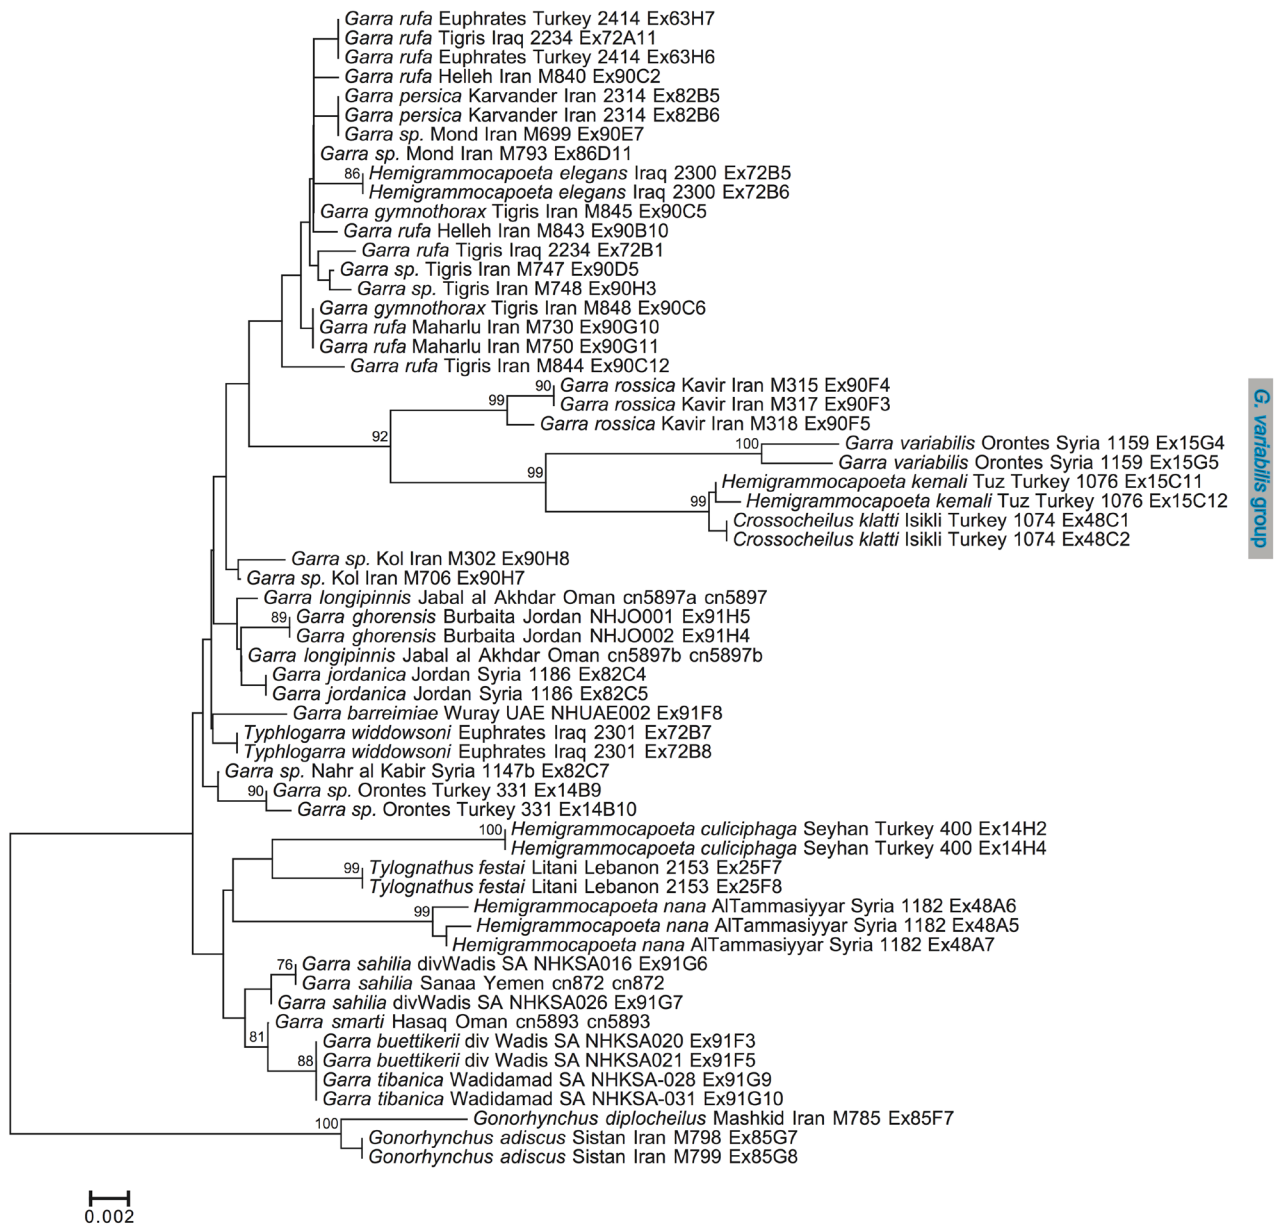 Garra rufa Euphrates Turkey 2414 Ex63H7
Garra rufa Tigris Iraq 2234 Ex72A11
Garra rufa Euphrates Turkey 2414 Ex63H6
Garra rufa Helleh Iran M840 Ex90C2
Garra persica Karvander Iran 2314 Ex82B5
Garra persica Karvander Iran 2314 Ex82B6
Garra sp. Mond Iran M699 Ex90E7
Garra sp. Mond Iran M793 Ex86D11
86 Hemigrammocapoeta elegans Iraq 2300 Ex72B5
Hemigrammocapoeta elegans Iraq 2300 Ex72B6
Garra gymnothorax Tigris Iran M845 Ex90C5
Garra rufa Helleh Iran M843 Ex90B10
Garra rufa Tigris Iraq 2234 Ex72B1
Garra sp. Tigris Iran M747 Ex90D5
Garra sp. Tigris Iran M748 Ex90H3
Garra gymnothorax Tigris Iran M848 Ex90C6
Garra rufa Maharlu Iran M730 Ex90G10
Garra rufa Maharlu Iran M750 Ex90G11
Garra rufa Tigris Iran M844 Ex90C12
90 Garra rossica Kavir Iran M315 Ex90F4
99 Garra rossica Kavir Iran M317 Ex90F3
Garra rossica Kavir Iran M318 Ex90F5
92
100 Garra variabilis Orontes Syria 1159 Ex15G4
Garra variabilis Orontes Syria 1159 Ex15G5
99
Hemigrammocapoeta kemali Tuz Turkey 1076 Ex15C11
99 Hemigrammocapoeta kemali Tuz Turkey 1076 Ex15C12
Crossocheilus klatti Isikli Turkey 1074 Ex48C1
Crossocheilus klatti Isikli Turkey 1074 Ex48C2
G. variabilis group
Garra sp. Kol Iran M302 Ex90H8
Garra sp. Kol Iran M706 Ex90H7
Garra longipinnis Jabal al Akhdar Oman cn5897a cn5897
89 Garra ghorensis Burbaita Jordan NHJO001 Ex91H5
Garra ghorensis Burbaita Jordan NHJO002 Ex91H4
Garra longipinnis Jabal al Akhdar Oman cn5897b cn5897b
Garra jordanica Jordan Syria 1186 Ex82C4
Garra jordanica Jordan Syria 1186 Ex82C5
Garra barreimiae Wuray UAE NHUAE002 Ex91F8
Typhlogarra widdowsoni Euphrates Iraq 2301 Ex72B7
Typhlogarra widdowsoni Euphrates Iraq 2301 Ex72B8
Garra sp. Nahr al Kabir Syria 1147b Ex82C7
90 Garra sp. Orontes Turkey 331 Ex14B9
Garra sp. Orontes Turkey 331 Ex14B10
100 Hemigrammocapoeta culiciphaga Seyhan Turkey 400 Ex14H2
Hemigrammocapoeta culiciphaga Seyhan Turkey 400 Ex14H4
99 Tylognathus festai Litani Lebanon 2153 Ex25F7
Tylognathus festai Litani Lebanon 2153 Ex25F8
99 Hemigrammocapoeta nana AlTammasiyyar Syria 1182 Ex48A6
Hemigrammocapoeta nana AlTammasiyyar Syria 1182 Ex48A5
Hemigrammocapoeta nana AlTammasiyyar Syria 1182 Ex48A7
76 Garra sahilia divWadis SA NHKSA016 Ex91G6
Garra sahilia Sanaa Yemen cn872 cn872
Garra sahilia divWadis SA NHKSA026 Ex91G7
Garra smarti Hasaq Oman cn5893 cn5893
81 Garra buettikerii div Wadis SA NHKSA020 Ex91F3
88 Garra buettikerii div Wadis SA NHKSA021 Ex91F5
Garra tibanica Wadidamad SA NHKSA-028 Ex91G9
Garra tibanica Wadidamad SA NHKSA-031 Ex91G10
100 Gonorhynchus diplocheilus Mashkid Iran M785 Ex85F7
Gonorhynchus adiscus Sistan Iran M798 Ex85G7
Gonorhynchus adiscus Sistan Iran M799 Ex85G8
0.002